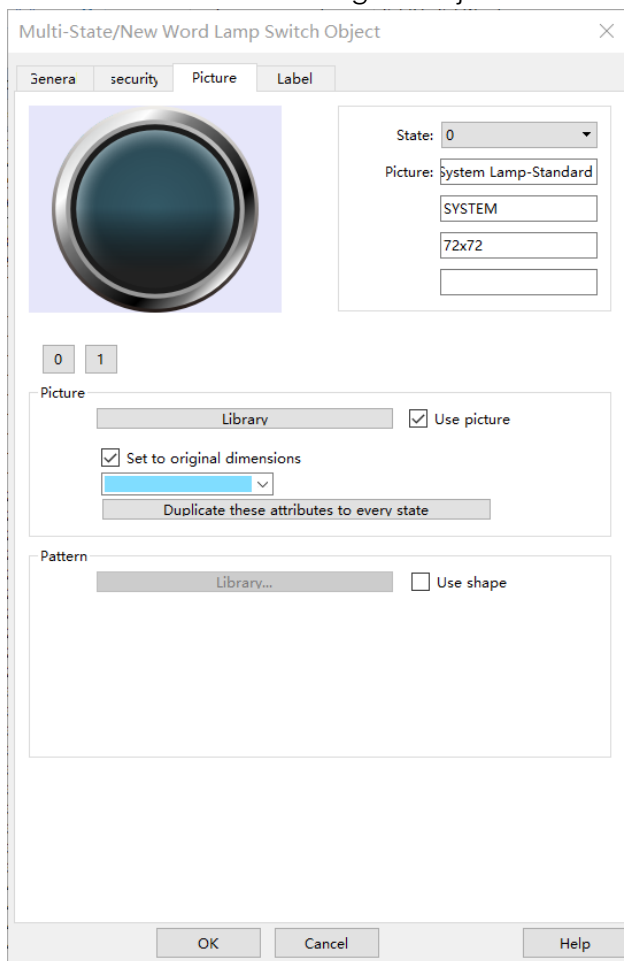 Multi-State/New Word Lamp Switch Object
Genera security Picture Label
State: 0
Picture: System Lamp-Standard
SYSTEM
72x72
0 1
Picture
Library Use picture
Set to original dimensions
Duplicate these attributes to every state
Pattern
Library... Use shape
OK Cancel Help